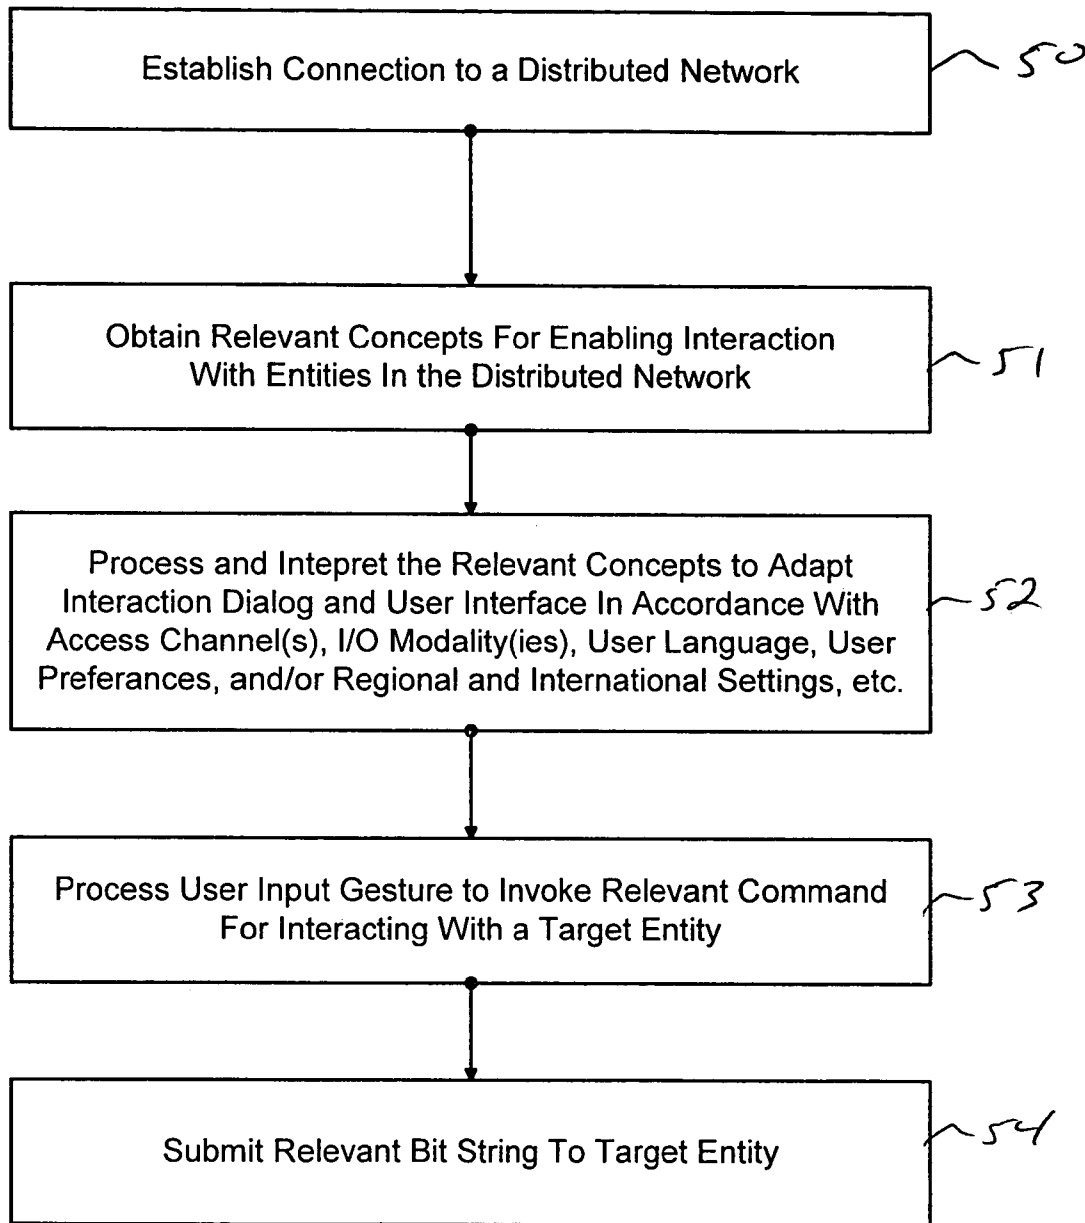 Establish Connection to a Distributed Network
50
Obtain Relevant Concepts For Enabling Interaction
With Entities In the Distributed Network
51
Process and Intepret the Relevant Concepts to Adapt
Interaction Dialog and User Interface In Accordance With
Access Channel(s), I/O Modality(ies), User Language, User
Preferances, and/or Regional and International Settings, etc.
52
Process User Input Gesture to Invoke Relevant Command
For Interacting With a Target Entity
53
Submit Relevant Bit String To Target Entity
54